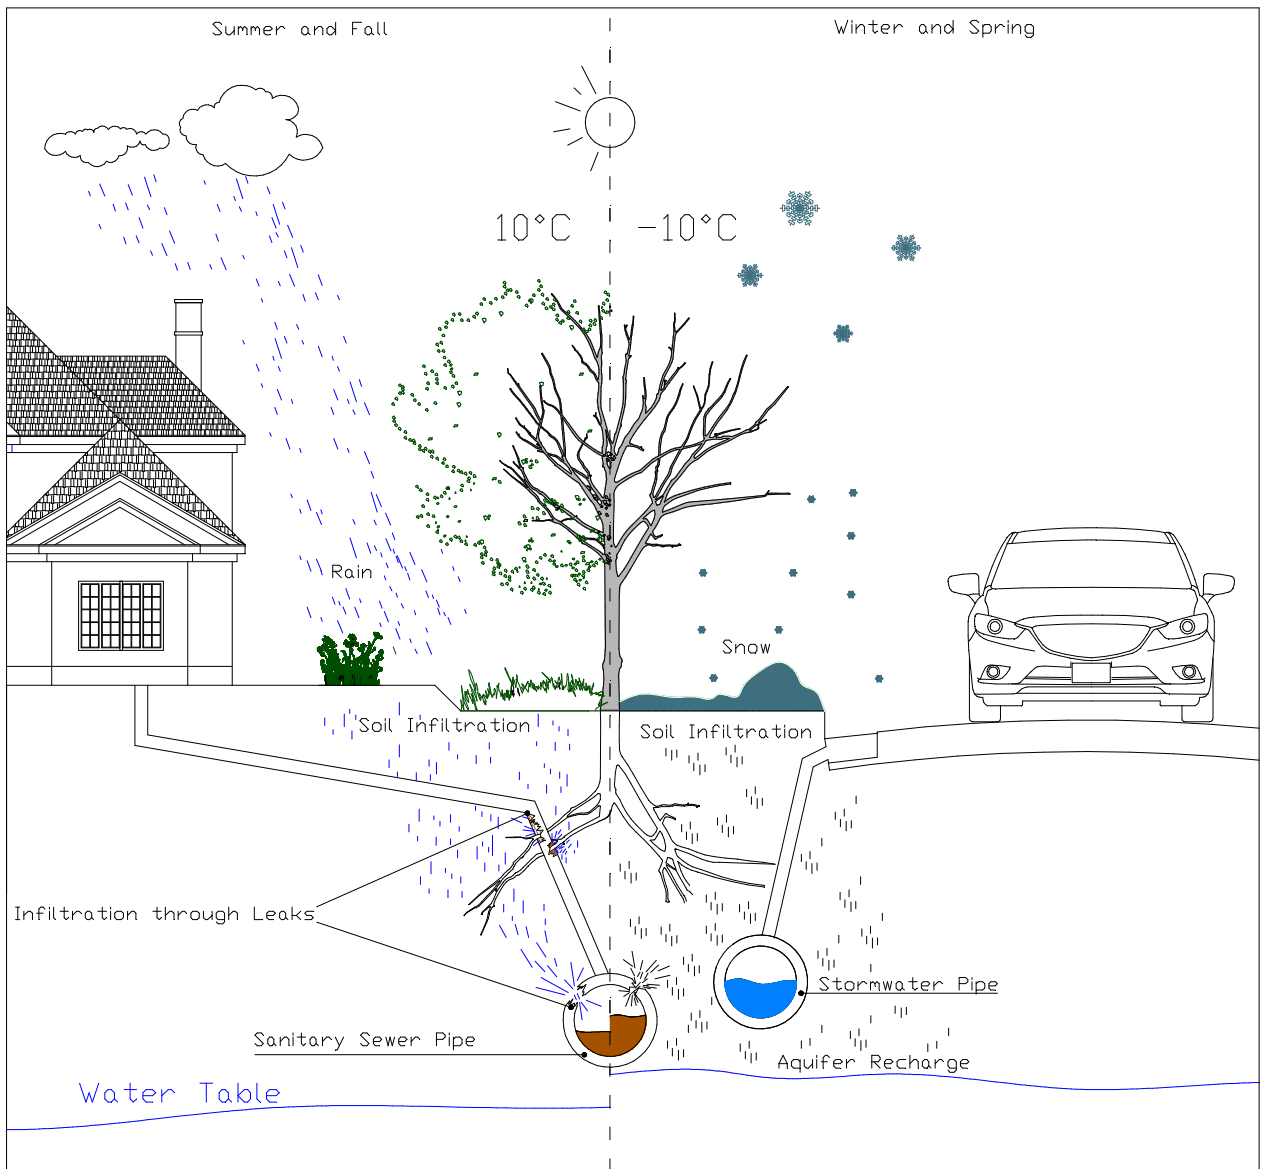 Summer and Fall
Winter and Spring
10°C
-10°C
Rain
Snow
Soil Infiltration
Soil Infiltration
Infiltration through Leaks
Stormwater Pipe
Sanitary Sewer Pipe
Aquifer Recharge
Water Table